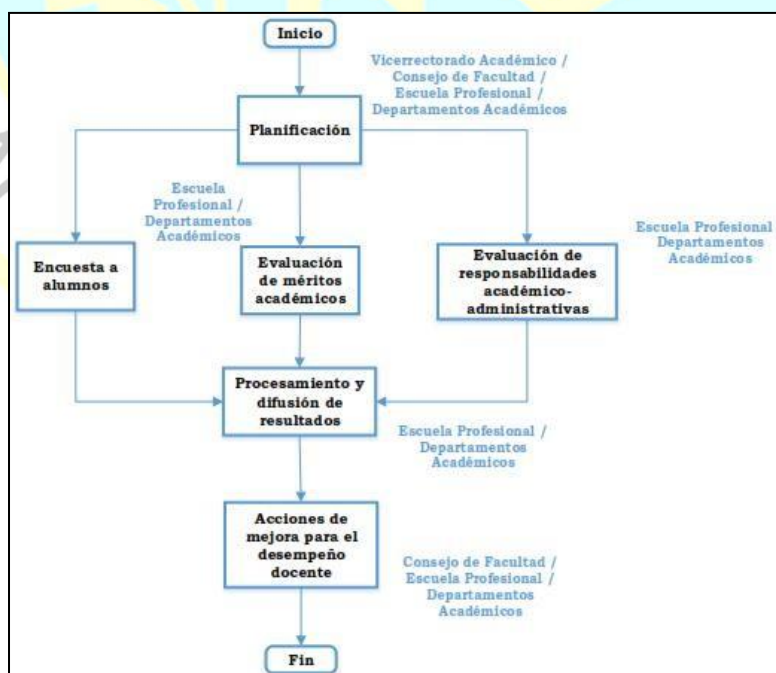 Inicio
Vicerrectorado Académico /
Consejo de Facultad /
Escuela Profesional /
Departamentos Académicos
Planificación
Escuela
Profesional /
Departamentos
Académicos
Encuesta a
alumnos
Evaluación
de méritos
académicos
Evaluación de
responsabilidades
académico-
administrativas
Escuela Profesional
Departamentos
Académicos
Procesamiento y
difusión de
resultados
Escuela Profesional /
Departamentos
Académicos
Acciones de
mejora para el
desempeño
docente
Consejo de Facultad /
Escuela Profesional /
Departamentos
Académicos
Fin